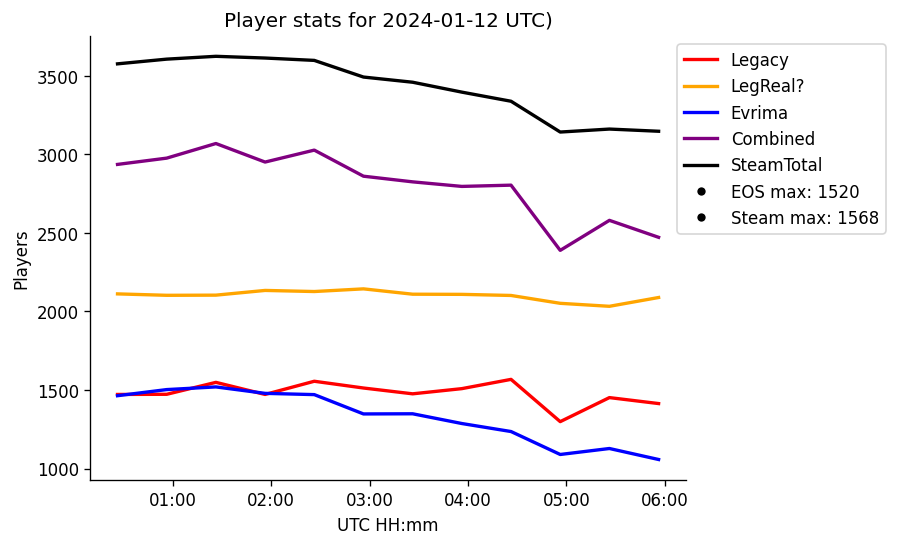 Player stats for 2024-01-12 UTC)
Legacy
LegReal?
Evrima
Combined
SteamTotal
EOS max: 1520
Steam max: 1568
Players
3500
3000
2500
2000
1500
1000
01:00 02:00 03:00 04:00 05:00 06:00
UTC HH:mm